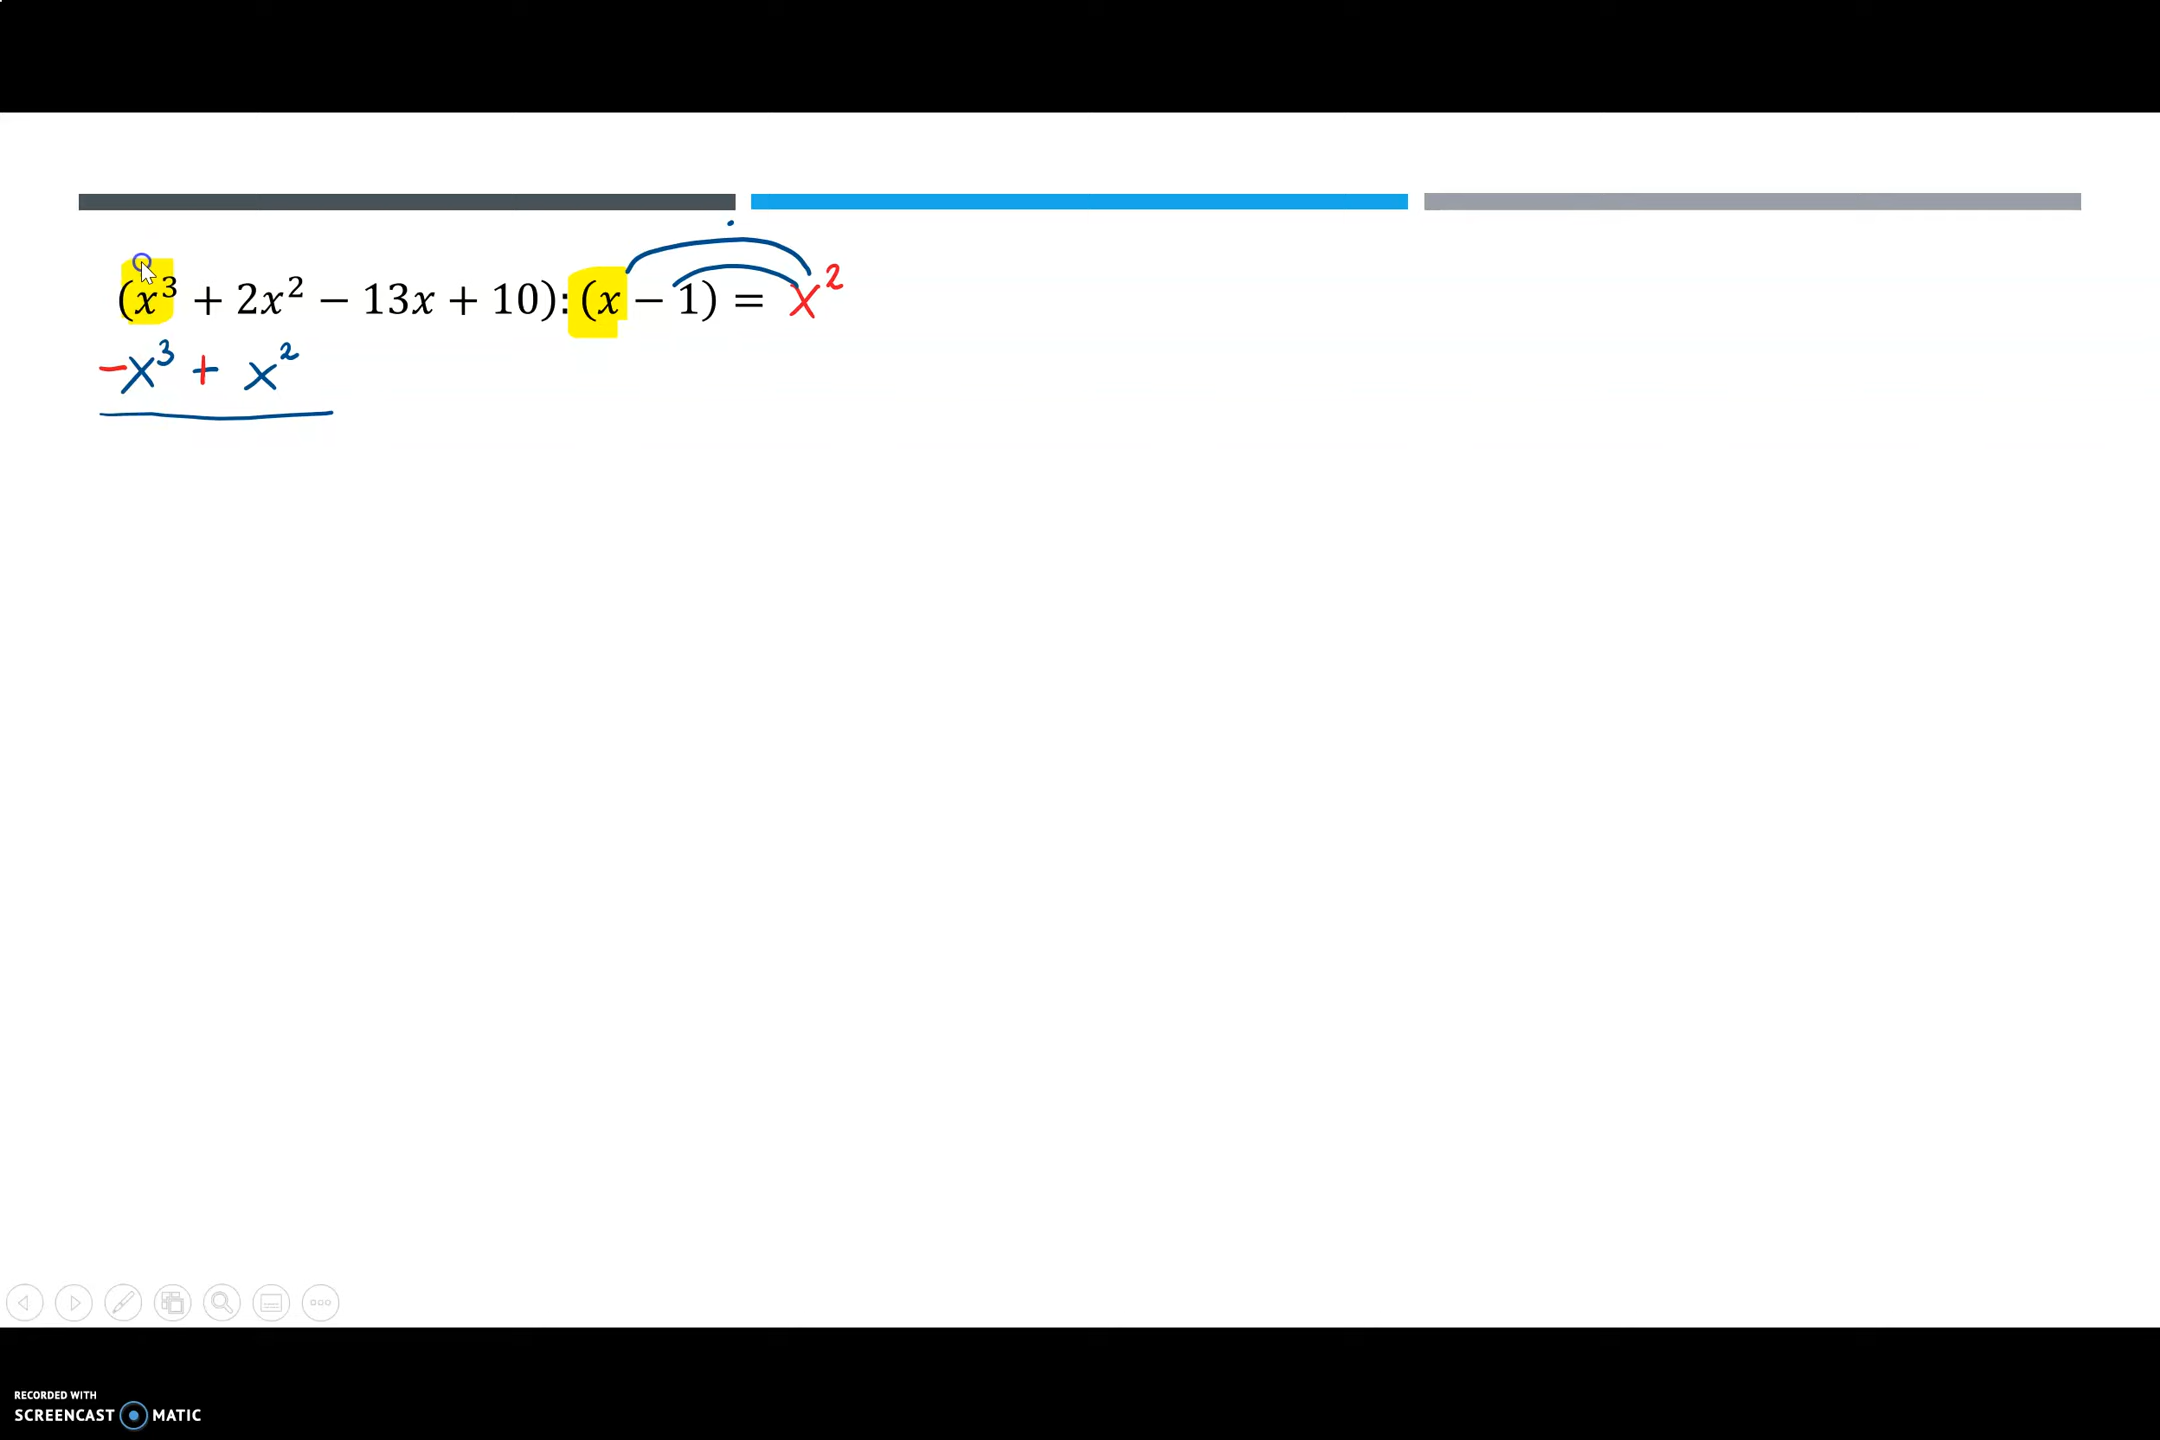 (x³ + 2x² − 13x + 10):(x − 1) = x²
-x³ + x²
RECORDED WITH
SCREENCAST MATIC